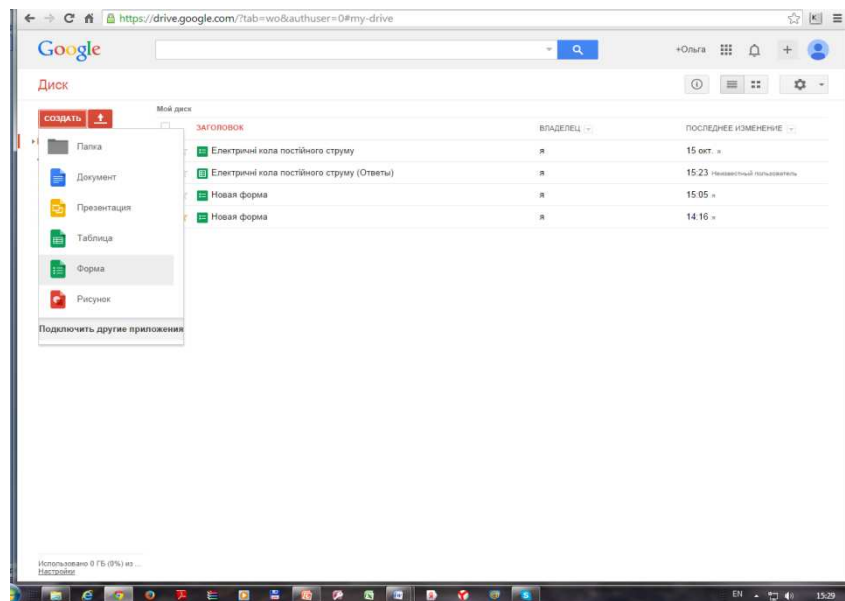 https://drive.google.com/?tab=wo&authuser=0#my-drive
Google
+Ольга
Диск
СОЗДАТЬ
Мой диск
ЗАГОЛОВОК ВЛАДЕЛЕЦ ПОСЛЕДНЕЕ ИЗМЕНЕНИЕ
Електричні кола постійного струму я 15 окт. я
Електричні кола постійного струму (Ответы) я 15:23 Неизвестный пользователь
Новая форма я 15:05 я
Новая форма я 14:16 я
Папка
Документ
Презентация
Таблица
Форма
Рисунок
Подключить другие приложения
Использовано 0 ГБ (0%) из ...
Настройки
EN 15:29